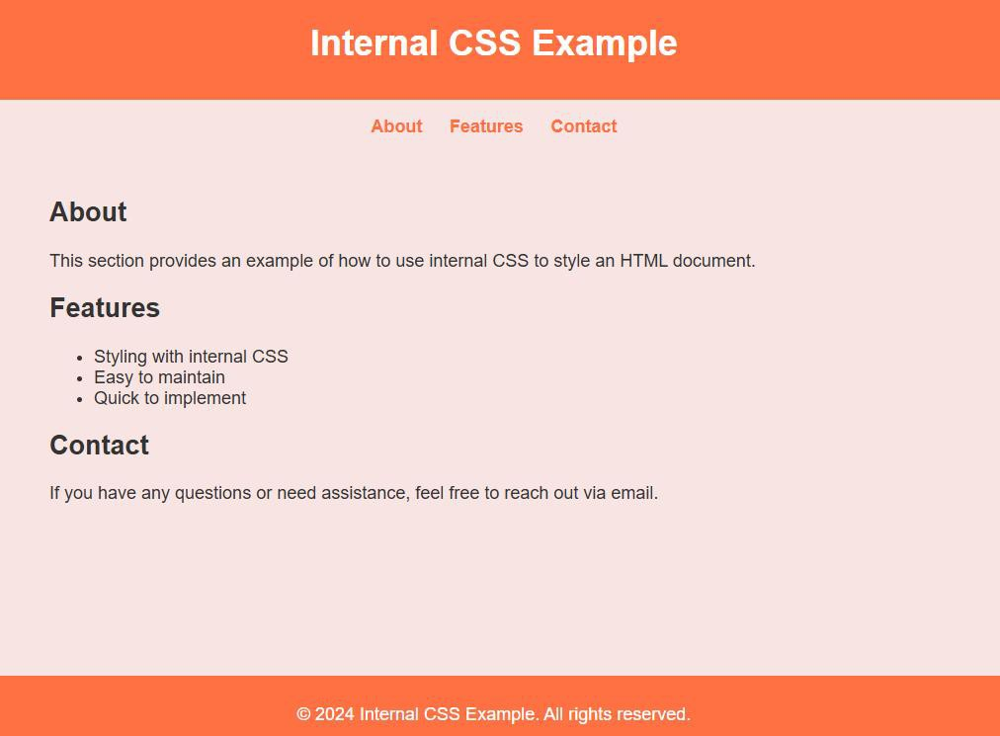 Internal CSS Example
About Features Contact
About
This section provides an example of how to use internal CSS to style an HTML document.
Features
• Styling with internal CSS
• Easy to maintain
• Quick to implement
Contact
If you have any questions or need assistance, feel free to reach out via email.
© 2024 Internal CSS Example. All rights reserved.